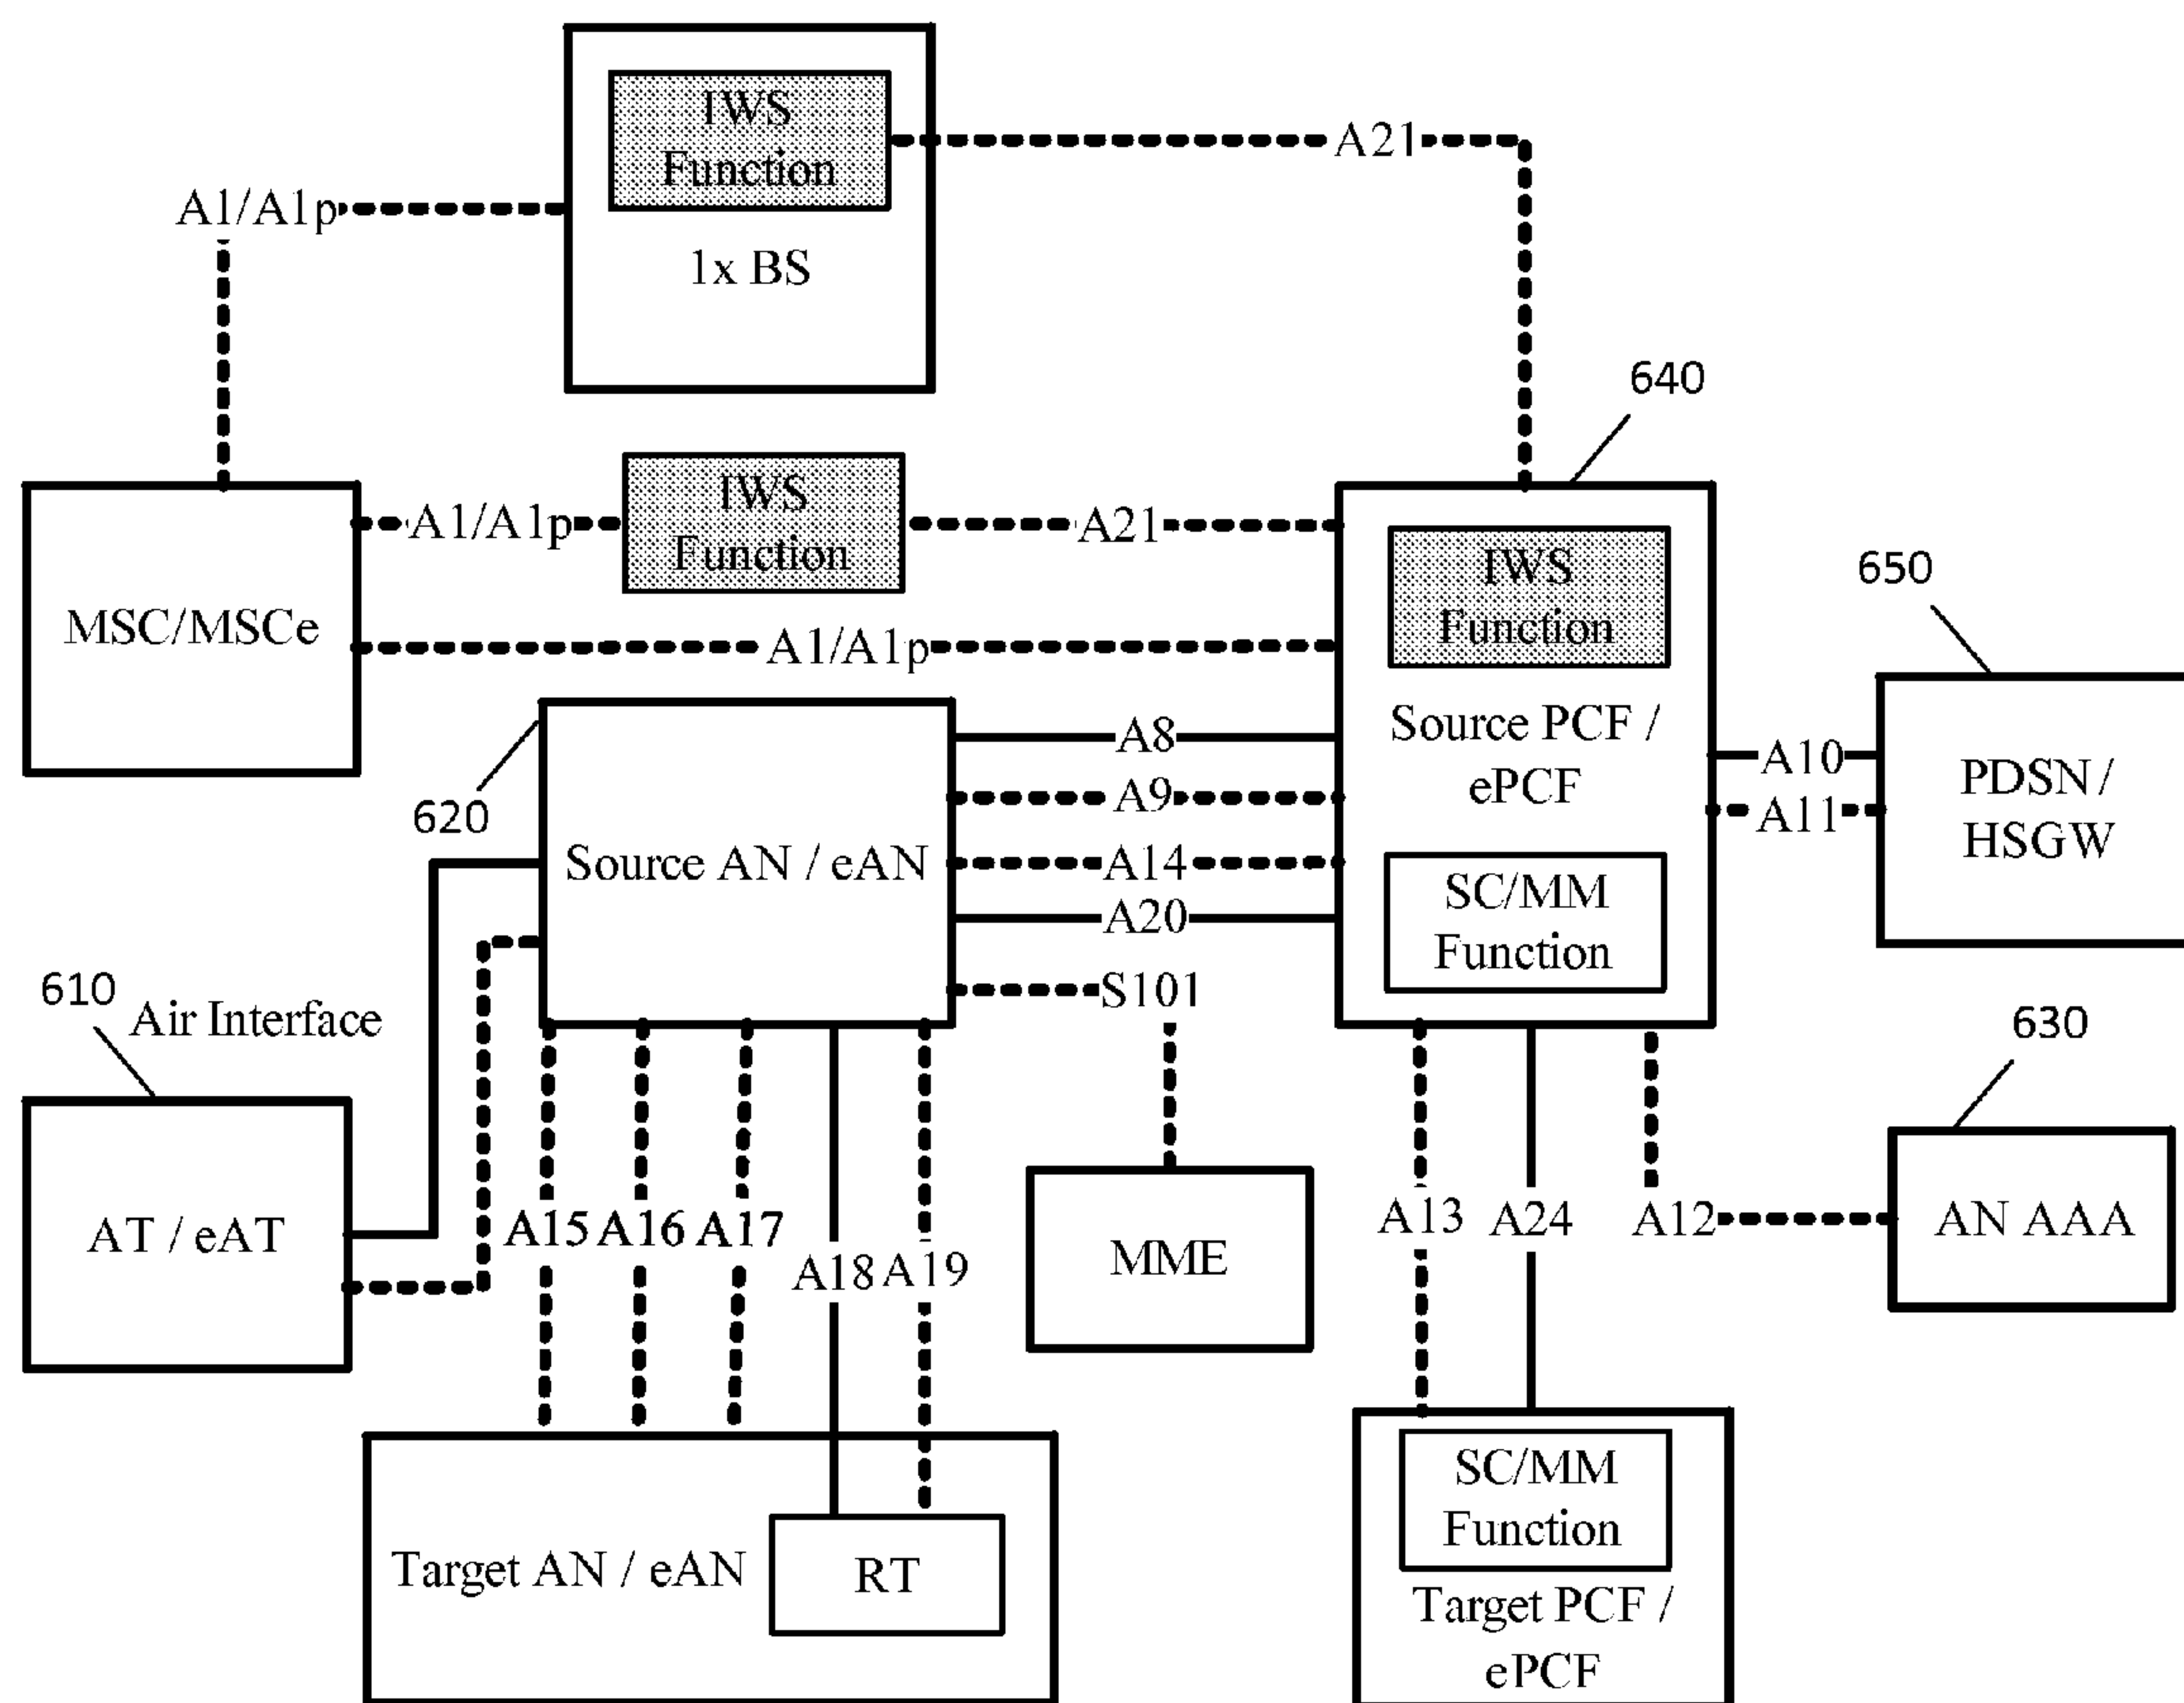 IWS
Function
A21
A1/A1p
1x BS
640
IWS
Function
A1/A1p
A21
IWS
Function
650
MSC/MSCe
A1/A1p
Source PCF /
ePCF
A8
A10
PDSN /
HSGW
A9
A11
620
Source AN / eAN
A14
A20
SC/MM
Function
S101
610
Air Interface
630
A15
A16
A17
A18
A19
AT / eAT
MME
A13
A24
A12
AN AAA
SC/MM
Function
Target AN / eAN
RT
Target PCF /
ePCF